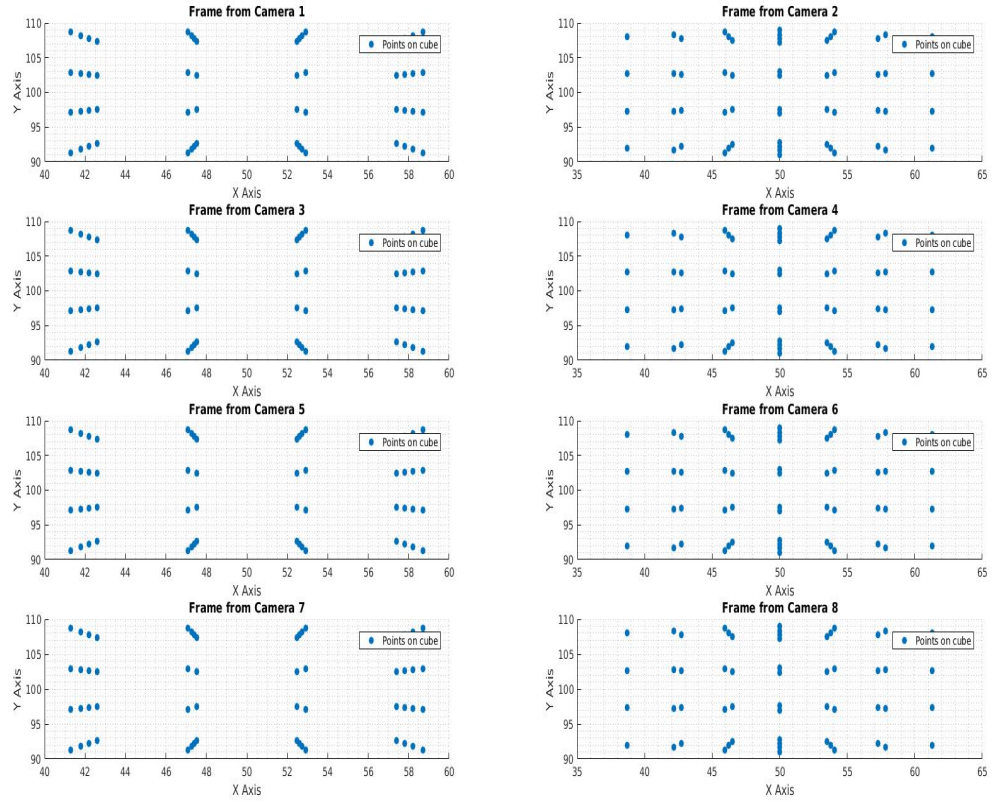 Frame from Camera 1
110
105
100
95
90
Y Axis
Points on cube
40 42 44 46 48 50 52 54 56 58 60
X Axis
Frame from Camera 2
110
105
100
95
90
Y Axis
Points on cube
35 40 45 50 55 60 65
X Axis
Frame from Camera 3
110
105
100
95
90
Y Axis
Points on cube
40 42 44 46 48 50 52 54 56 58 60
X Axis
Frame from Camera 4
110
105
100
95
90
Y Axis
Points on cube
35 40 45 50 55 60 65
X Axis
Frame from Camera 5
110
105
100
95
90
Y Axis
Points on cube
40 42 44 46 48 50 52 54 56 58 60
X Axis
Frame from Camera 6
110
105
100
95
90
Y Axis
Points on cube
35 40 45 50 55 60 65
X Axis
Frame from Camera 7
110
105
100
95
90
Y Axis
Points on cube
40 42 44 46 48 50 52 54 56 58 60
X Axis
Frame from Camera 8
110
105
100
95
90
Y Axis
Points on cube
35 40 45 50 55 60 65
X Axis